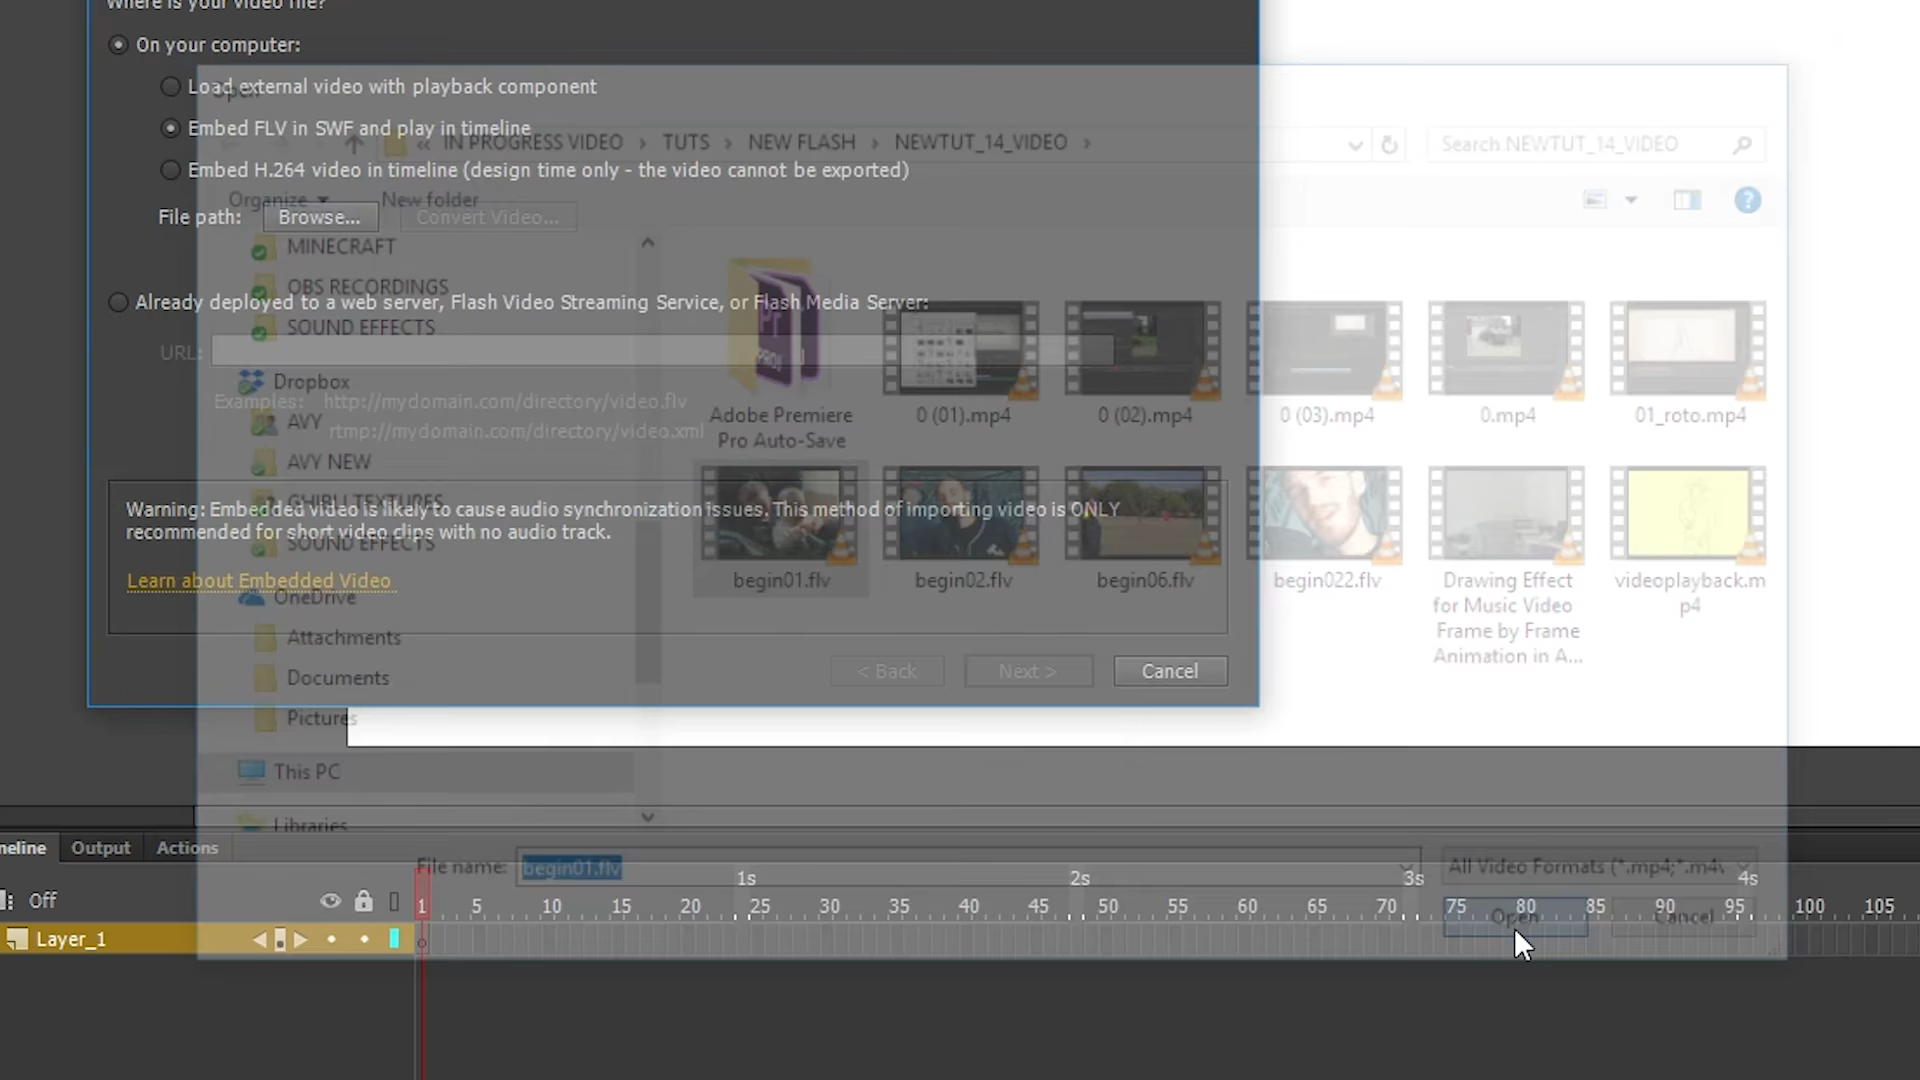 Where is your video file?
On your computer:
Load external video with playback component
Open
Embed FLV in SWF and play in timeline
« IN PROGRESS VIDEO › TUTS › NEW FLASH › NEWTUT_14_VIDEO ›
Search NEWTUT_14_VIDEO
Embed H.264 video in timeline (design time only - the video cannot be exported)
Organize
New folder
File path:
Browse...
Convert Video...
MINECRAFT
OBS RECORDINGS
Already deployed to a web server, Flash Video Streaming Service, or Flash Media Server:
SOUND EFFECTS
URL:
Dropbox
Examples: http://mydomain.com/directory/video.flv
AVY
rtmp://mydomain.com/directory/video.xml
AVY NEW
GHIBLI TEXTURES
Adobe Premiere
Pro Auto-Save
0 (01).mp4
0 (02).mp4
0 (03).mp4
0.mp4
01_roto.mp4
Warning: Embedded video is likely to cause audio synchronization issues. This method of importing video is ONLY
recommended for short video clips with no audio track.
SOUND EFFECTS
Learn about Embedded Video
OneDrive
begin01.flv
begin02.flv
begin06.flv
begin022.flv
Drawing Effect
for Music Video
Frame by Frame
Animation in A...
videoplayback.m
p4
Attachments
Documents
< Back
Next >
Cancel
Pictures
This PC
Libraries
meline
Output
Actions
File name:
begin01.flv
All Video Formats (*.mp4;*.m4v
1s 2s 3s 4s
Off
1 5 10 15 20 25 30 35 40 45 50 55 60 65 70 75 80 85 90 95 100 105
Open
Cancel
Layer_1